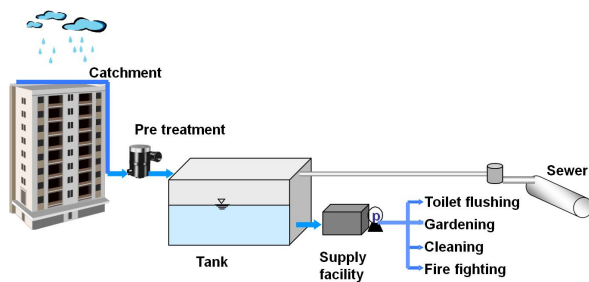 Catchment
Pre treatment
Sewer
Toilet flushing
p
Gardening
Cleaning
Tank
Supply
facility
Fire fighting